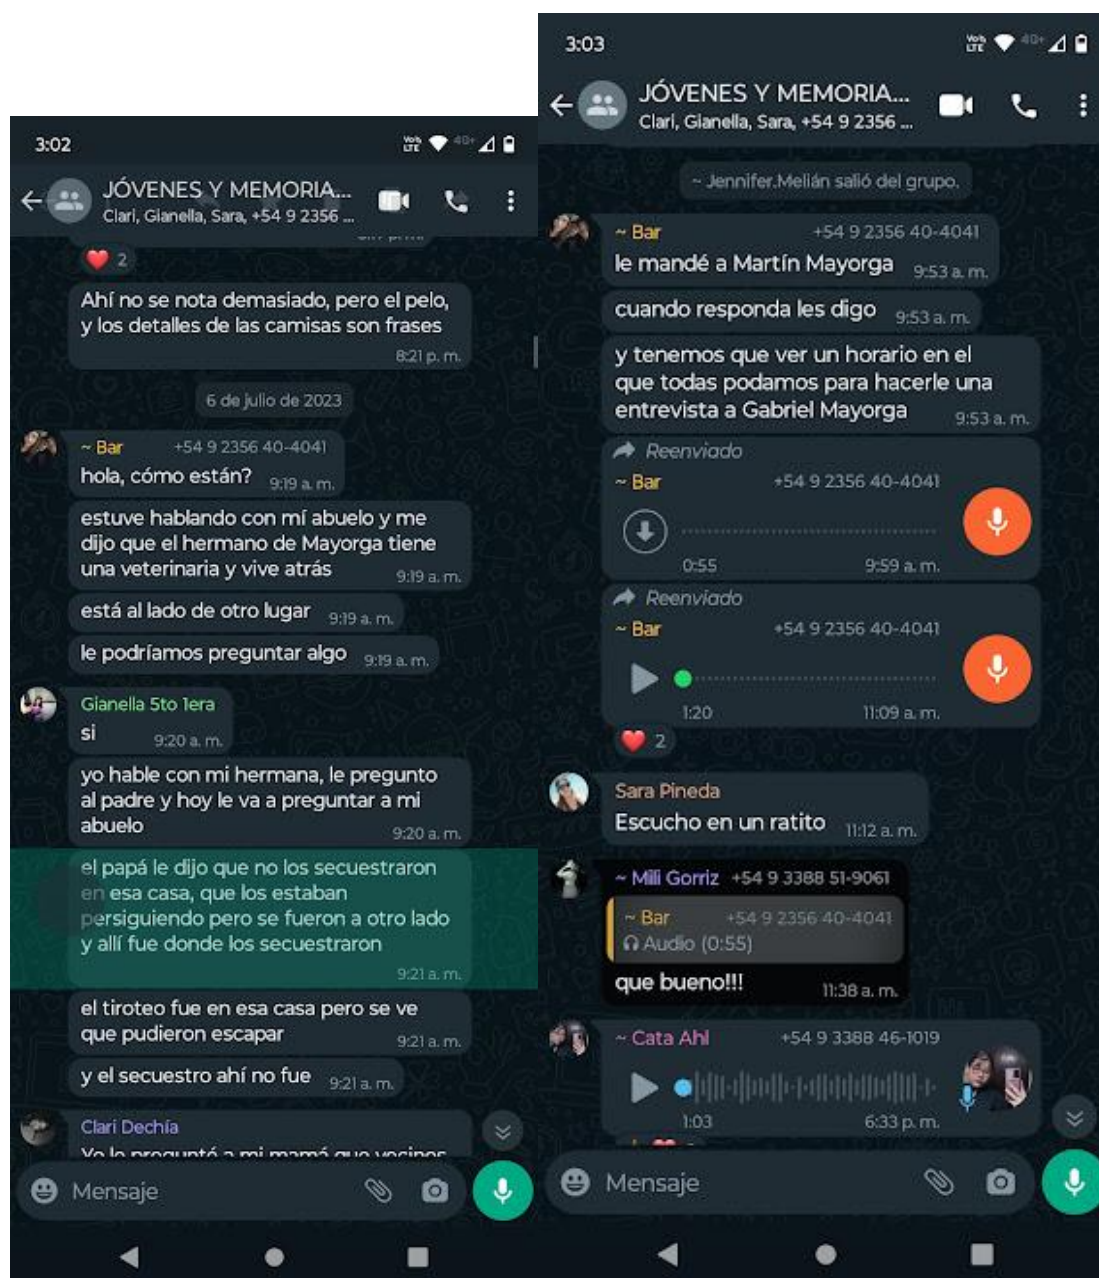 3:02
JÓVENES Y MEMORIA...
Clari, Gianella, Sara, +54 9 2356 ...
2
Ahí no se nota demasiado, pero el pelo,
y los detalles de las camisas son frases
8:21 p. m.
6 de julio de 2023
~ Bar +54 9 2356 40-4041
hola, cómo están? 9:19 a. m.
estuve hablando con mí abuelo y me
dijo que el hermano de Mayorga tiene
una veterinaria y vive atrás 9:19 a. m.
está al lado de otro lugar 9:19 a. m.
le podríamos preguntar algo 9:19 a. m.
Gianella 5to 1era
si 9:20 a. m.
yo hable con mi hermana, le pregunto
al padre y hoy le va a preguntar a mi
abuelo 9:20 a. m.
el papá le dijo que no los secuestraron
en esa casa, que los estaban
persiguiendo pero se fueron a otro lado
y allí fue donde los secuestraron
9:21 a. m.
el tiroteo fue en esa casa pero se ve
que pudieron escapar 9:21 a. m.
y el secuestro ahí no fue 9:21 a. m.
Clari Dechía
Yo le pregunté a mi mamá que vecinos
Mensaje
3:03
VoIP LTE 4G+
JÓVENES Y MEMORIA...
Clari, Gianella, Sara, +54 9 2356 ...
~ Jennifer.Melián salió del grupo.
~ Bar +54 9 2356 40-4041
le mandé a Martín Mayorga 9:53 a. m.
cuando responda les digo 9:53 a. m.
y tenemos que ver un horario en el
que todas podamos para hacerle una
entrevista a Gabriel Mayorga 9:53 a. m.
Reenviado
~ Bar +54 9 2356 40-4041
0:55 9:59 a. m.
Reenviado
~ Bar +54 9 2356 40-4041
1:20 11:09 a. m.
2
Sara Pineda
Escucho en un ratito 11:12 a. m.
~ Mili Gorriz +54 9 3388 51-9061
~ Bar +54 9 2356 40-4041
Audio (0:55)
que bueno!!! 11:38 a. m.
~ Cata Ahl +54 9 3388 46-1019
1:03 6:33 p. m.
Mensaje